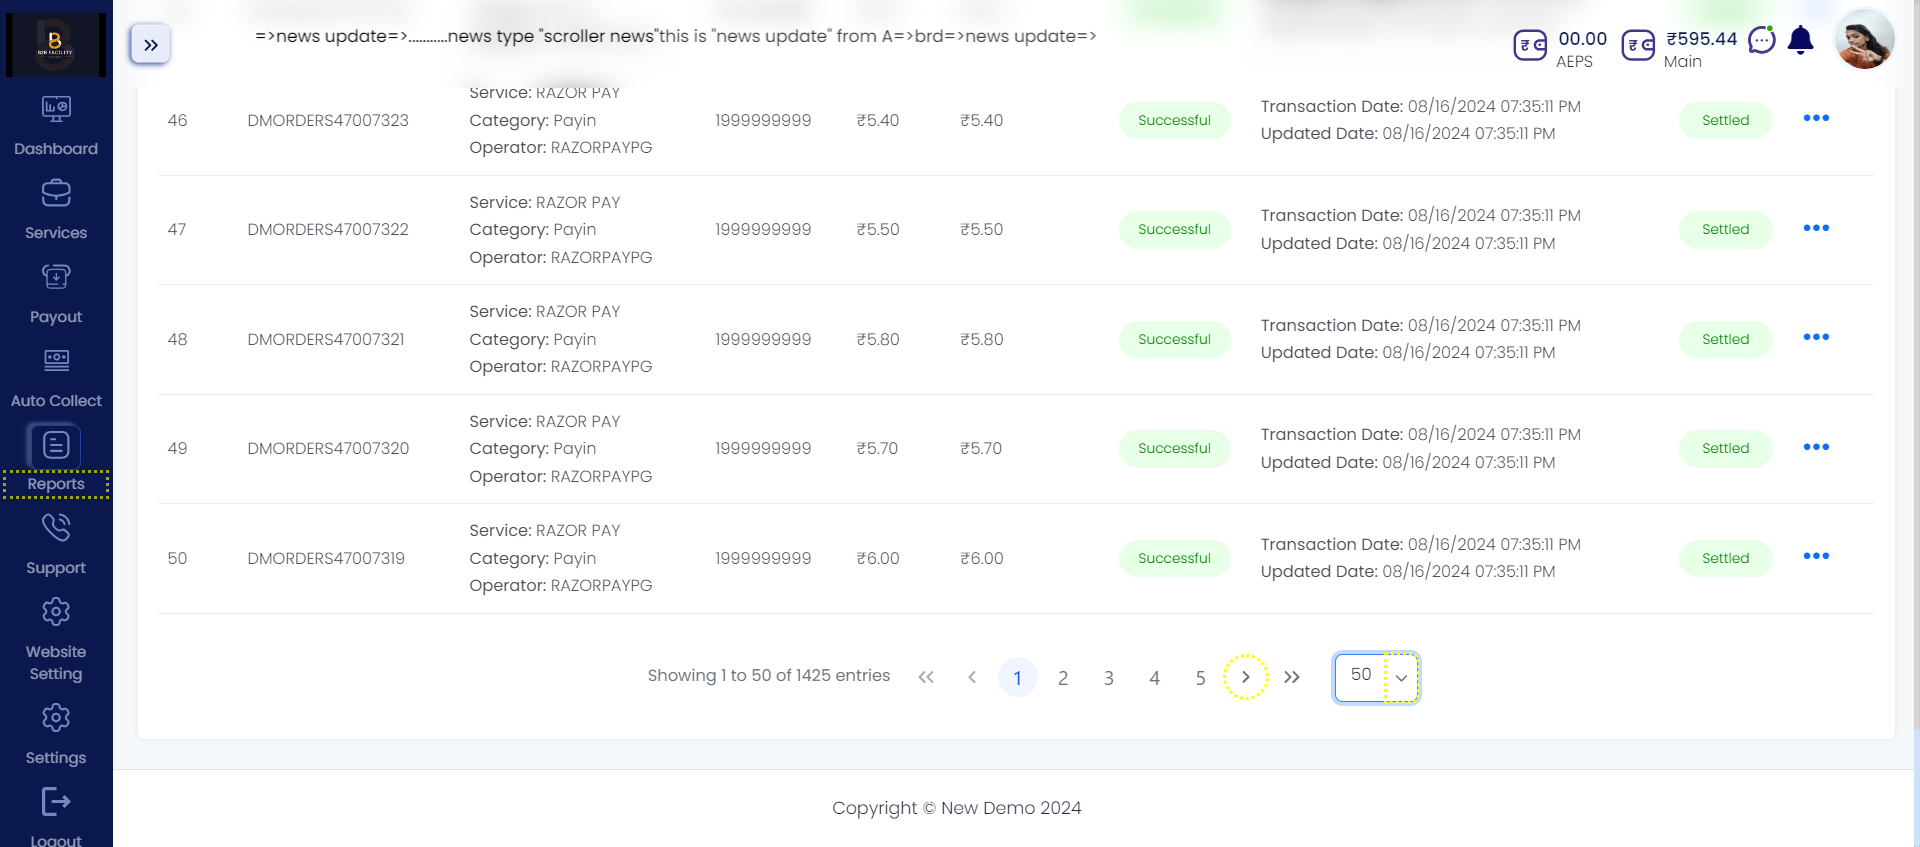 =>news update=>...........news type "scroller news"this is "news update" from A=>brd=>news update=>
00.00
AEPS
₹595.44
Main
B2B FACILITY
Dashboard
Services
Payout
Auto Collect
Reports
Support
Website
Setting
Settings
Logout
Service: RAZOR PAY
46 DMORDERS47007323 Category: Payin 1999999999 ₹5.40 ₹5.40 Successful Transaction Date: 08/16/2024 07:35:11 PM Settled
Updated Date: 08/16/2024 07:35:11 PM
Operator: RAZORPAYPG
Service: RAZOR PAY
47 DMORDERS47007322 Category: Payin 1999999999 ₹5.50 ₹5.50 Successful Transaction Date: 08/16/2024 07:35:11 PM Settled
Updated Date: 08/16/2024 07:35:11 PM
Operator: RAZORPAYPG
Service: RAZOR PAY
48 DMORDERS47007321 Category: Payin 1999999999 ₹5.80 ₹5.80 Successful Transaction Date: 08/16/2024 07:35:11 PM Settled
Updated Date: 08/16/2024 07:35:11 PM
Operator: RAZORPAYPG
Service: RAZOR PAY
49 DMORDERS47007320 Category: Payin 1999999999 ₹5.70 ₹5.70 Successful Transaction Date: 08/16/2024 07:35:11 PM Settled
Updated Date: 08/16/2024 07:35:11 PM
Operator: RAZORPAYPG
Service: RAZOR PAY
50 DMORDERS47007319 Category: Payin 1999999999 ₹6.00 ₹6.00 Successful Transaction Date: 08/16/2024 07:35:11 PM Settled
Updated Date: 08/16/2024 07:35:11 PM
Operator: RAZORPAYPG
Showing 1 to 50 of 1425 entries « ‹ 1 2 3 4 5 › » 50
Copyright © New Demo 2024